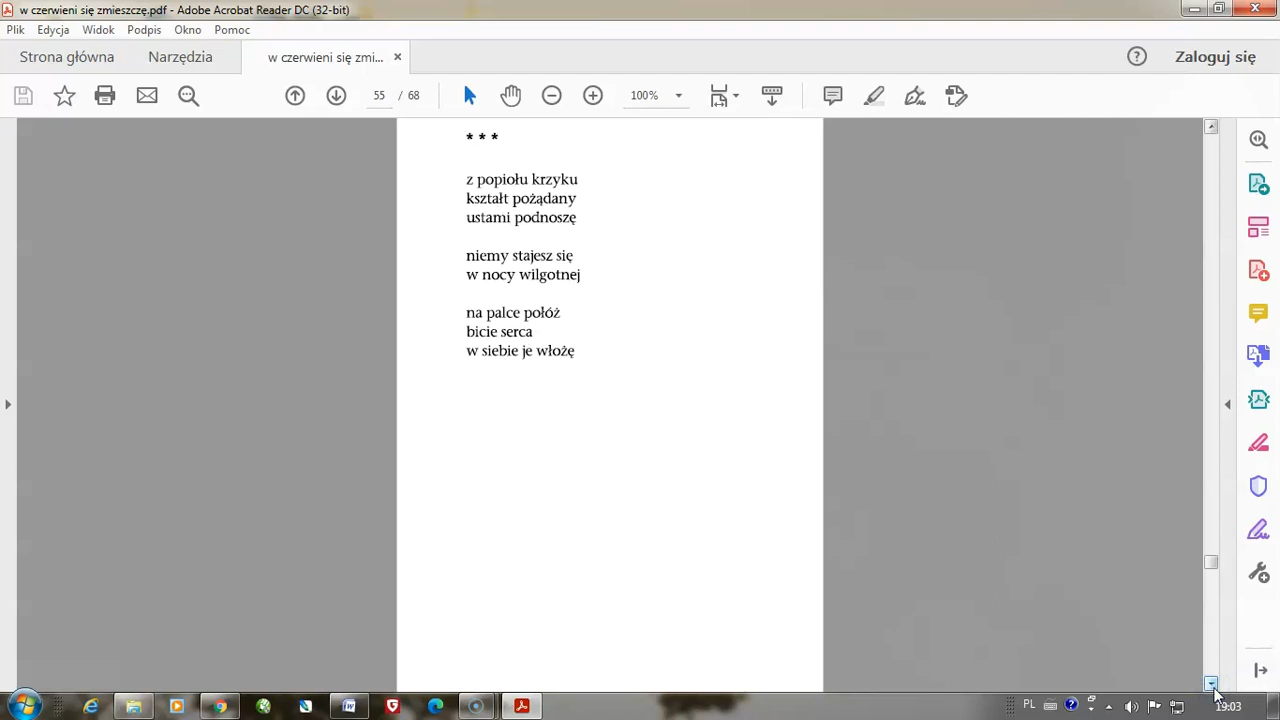 w czerwieni się zmieszczę.pdf - Adobe Acrobat Reader DC (32-bit)
Plik Edycja Widok Podpis Okno Pomoc
Strona główna Narzędzia w czerwieni się zmi... × Zaloguj się
55 / 68 100%
* * *
z popiołu krzyku
kształt pożądany
ustami podnoszę
niemy stajesz się
w nocy wilgotnej
na palce połóż
bicie serca
w siebie je włożę
PL 19:03